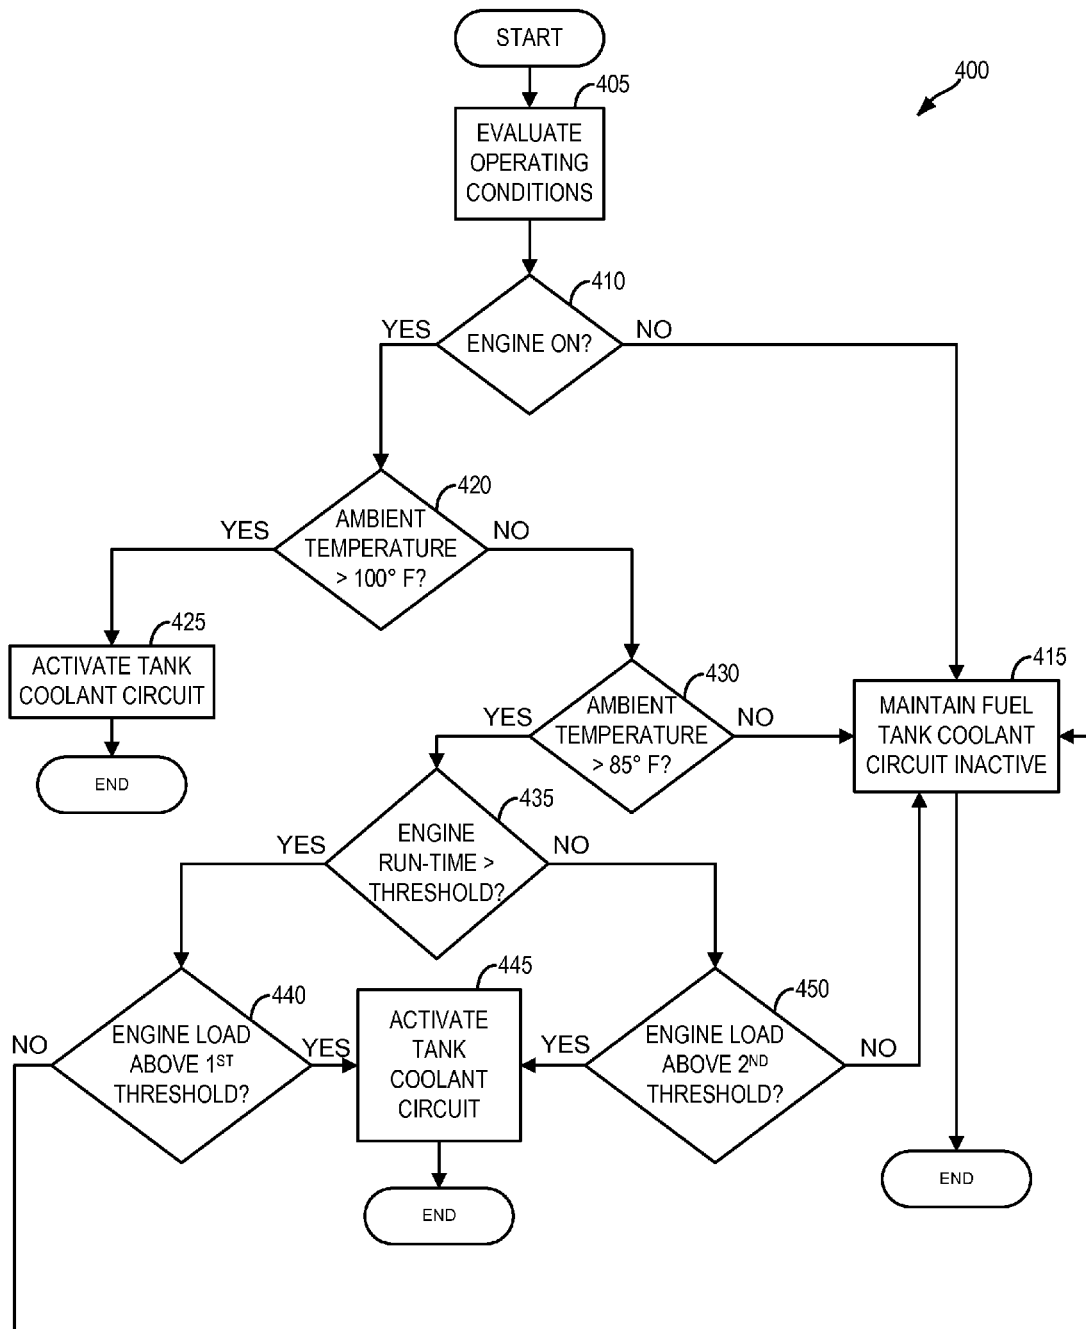 START
400
405
EVALUATE
OPERATING
CONDITIONS
410
YES
NO
ENGINE ON?
420
YES
NO
AMBIENT
TEMPERATURE
> 100° F?
425
ACTIVATE TANK
COOLANT CIRCUIT
END
430
YES
NO
AMBIENT
TEMPERATURE
> 85° F?
415
MAINTAIN FUEL
TANK COOLANT
CIRCUIT INACTIVE
435
YES
NO
ENGINE
RUN-TIME >
THRESHOLD?
440
NO
YES
ENGINE LOAD
ABOVE 1ST
THRESHOLD?
445
ACTIVATE
TANK
COOLANT
CIRCUIT
450
YES
NO
ENGINE LOAD
ABOVE 2ND
THRESHOLD?
END
END